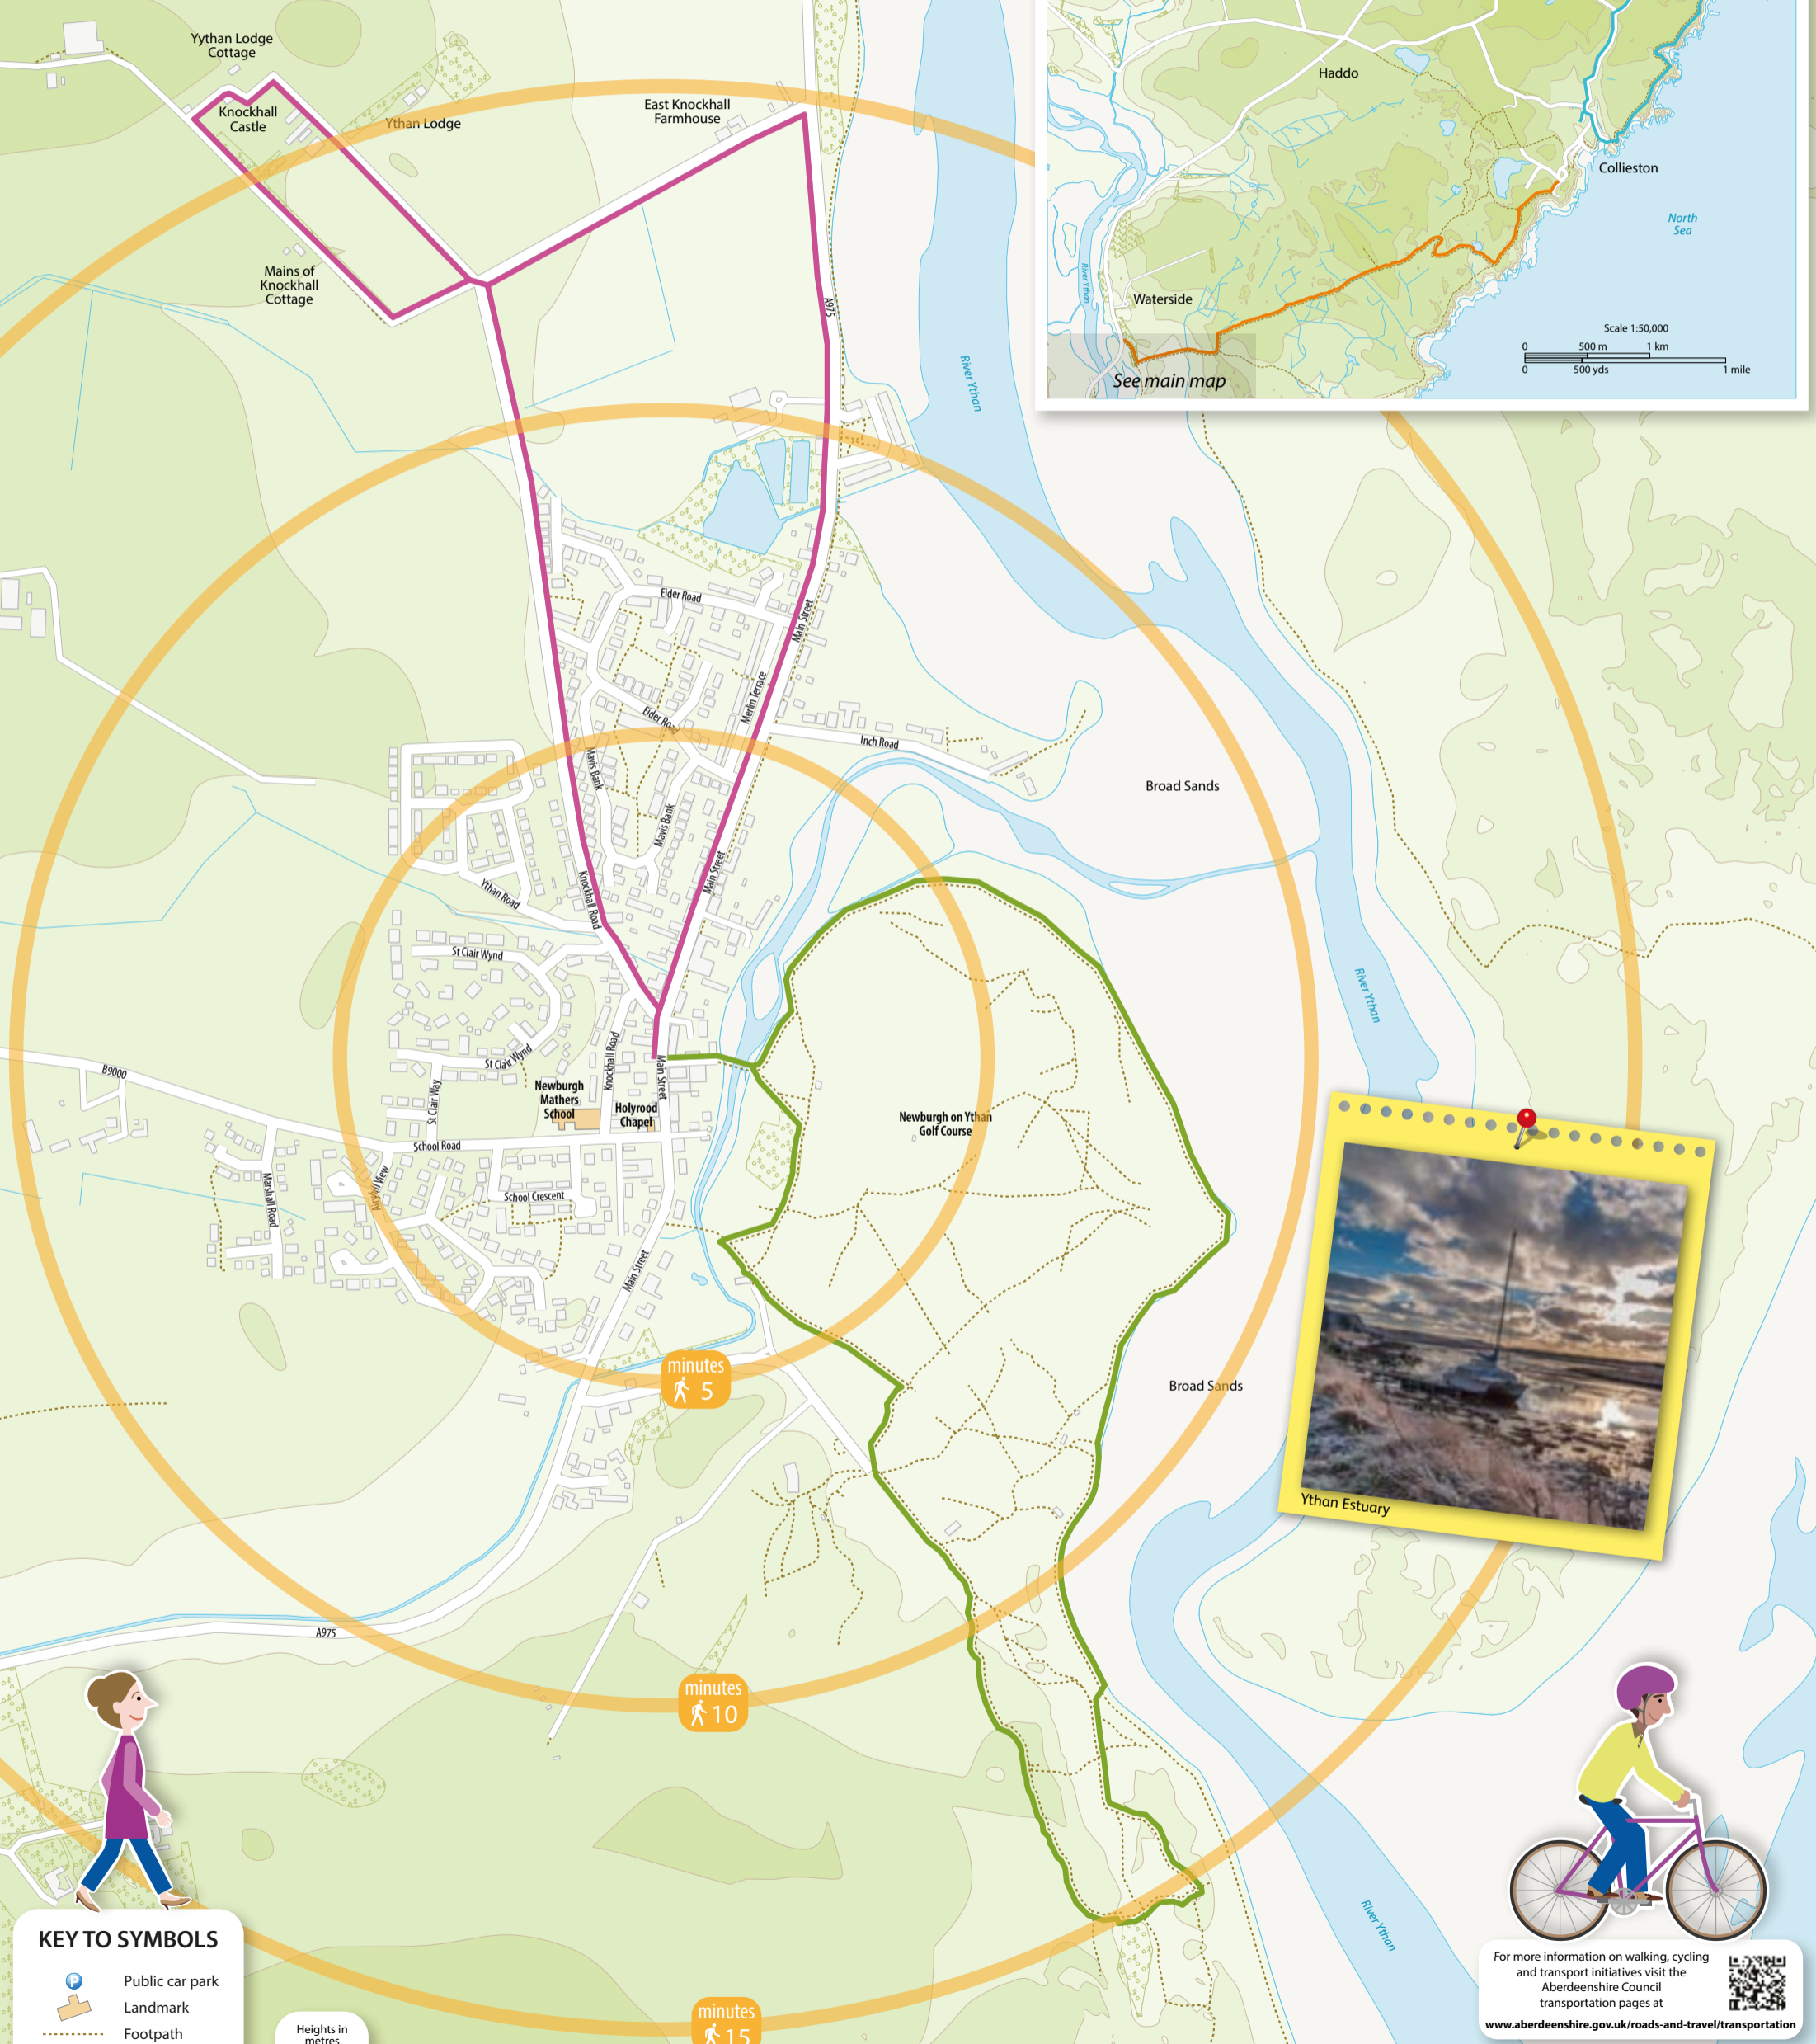 Yythan Lodge
Cottage
Knockhall
Castle
Ythan Lodge
East Knockhall
Farmhouse
Mains of
Knockhall
Cottage
A975
River Ythan
Haddo
Collieston
North
Sea
River Ythan
Waterside
See main map
Scale 1:50,000
0 500 m 1 km
0 500 yds 1 mile
Eider Road
Main Street
Merlin Terrace
Eider Road
Inch Road
Mavis Bank
Mavis Bank
Broad Sands
Main Street
Knockhall Road
Ythan Road
St Clair Wynd
River Ythan
St Clair Wynd
Knockhall Road
Main Street
B9000
St Clair Way
Newburgh
Mathers
School
Holyrood
Chapel
Newburgh on Ythan
Golf Course
School Road
Marshall Road
Airyhall View
School Crescent
Main Street
minutes
5
Broad Sands
Ythan Estuary
A975
minutes
10
River Ythan
minutes
15
KEY TO SYMBOLS
P Public car park
Landmark
Footpath
Heights in
metres
For more information on walking, cycling
and transport initiatives visit the
Aberdeenshire Council
transportation pages at
www.aberdeenshire.gov.uk/roads-and-travel/transportation